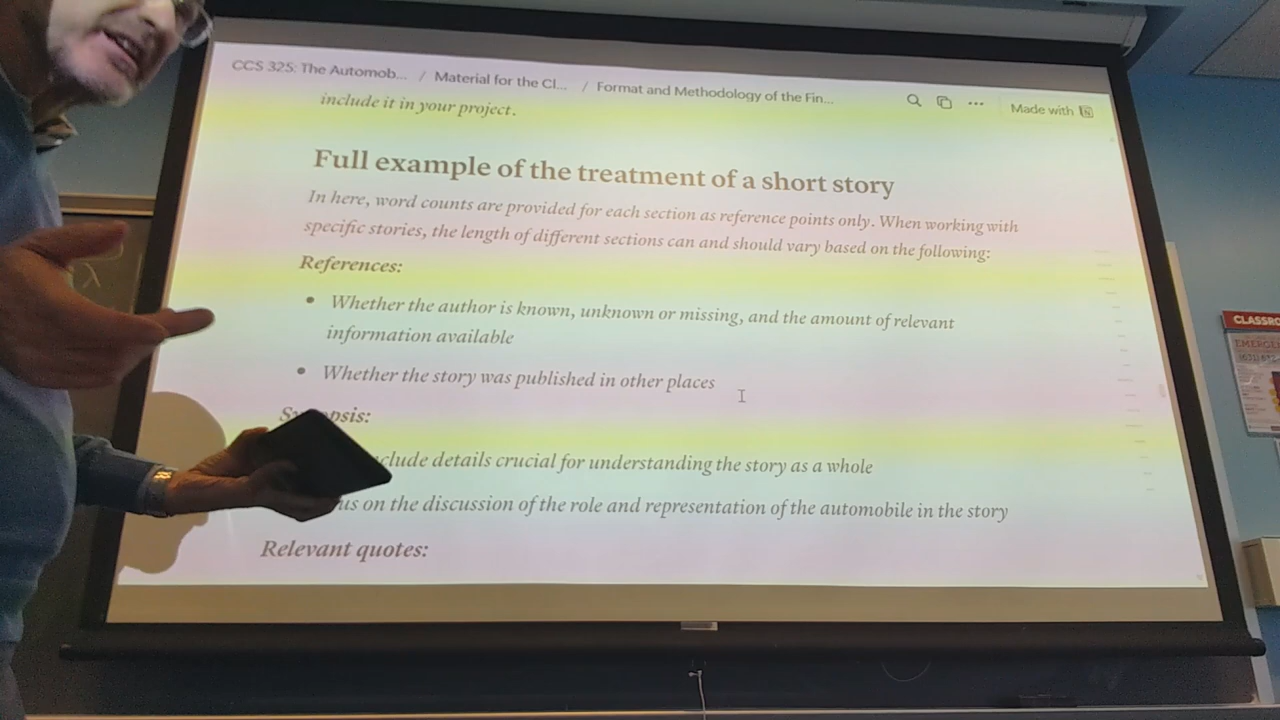 CCS 325: The Automob... / Material for the Cl... / Format and Methodology of the Fin...
Made with
include it in your project.
Full example of the treatment of a short story
In here, word counts are provided for each section as reference points only. When working with
specific stories, the length of different sections can and should vary based on the following:
References:
• Whether the author is known, unknown or missing, and the amount of relevant
information available
• Whether the story was published in other places
clude details crucial for understanding the story as a whole
us on the discussion of the role and representation of the automobile in the story
Relevant quotes:
CLASSRO
EMERGE